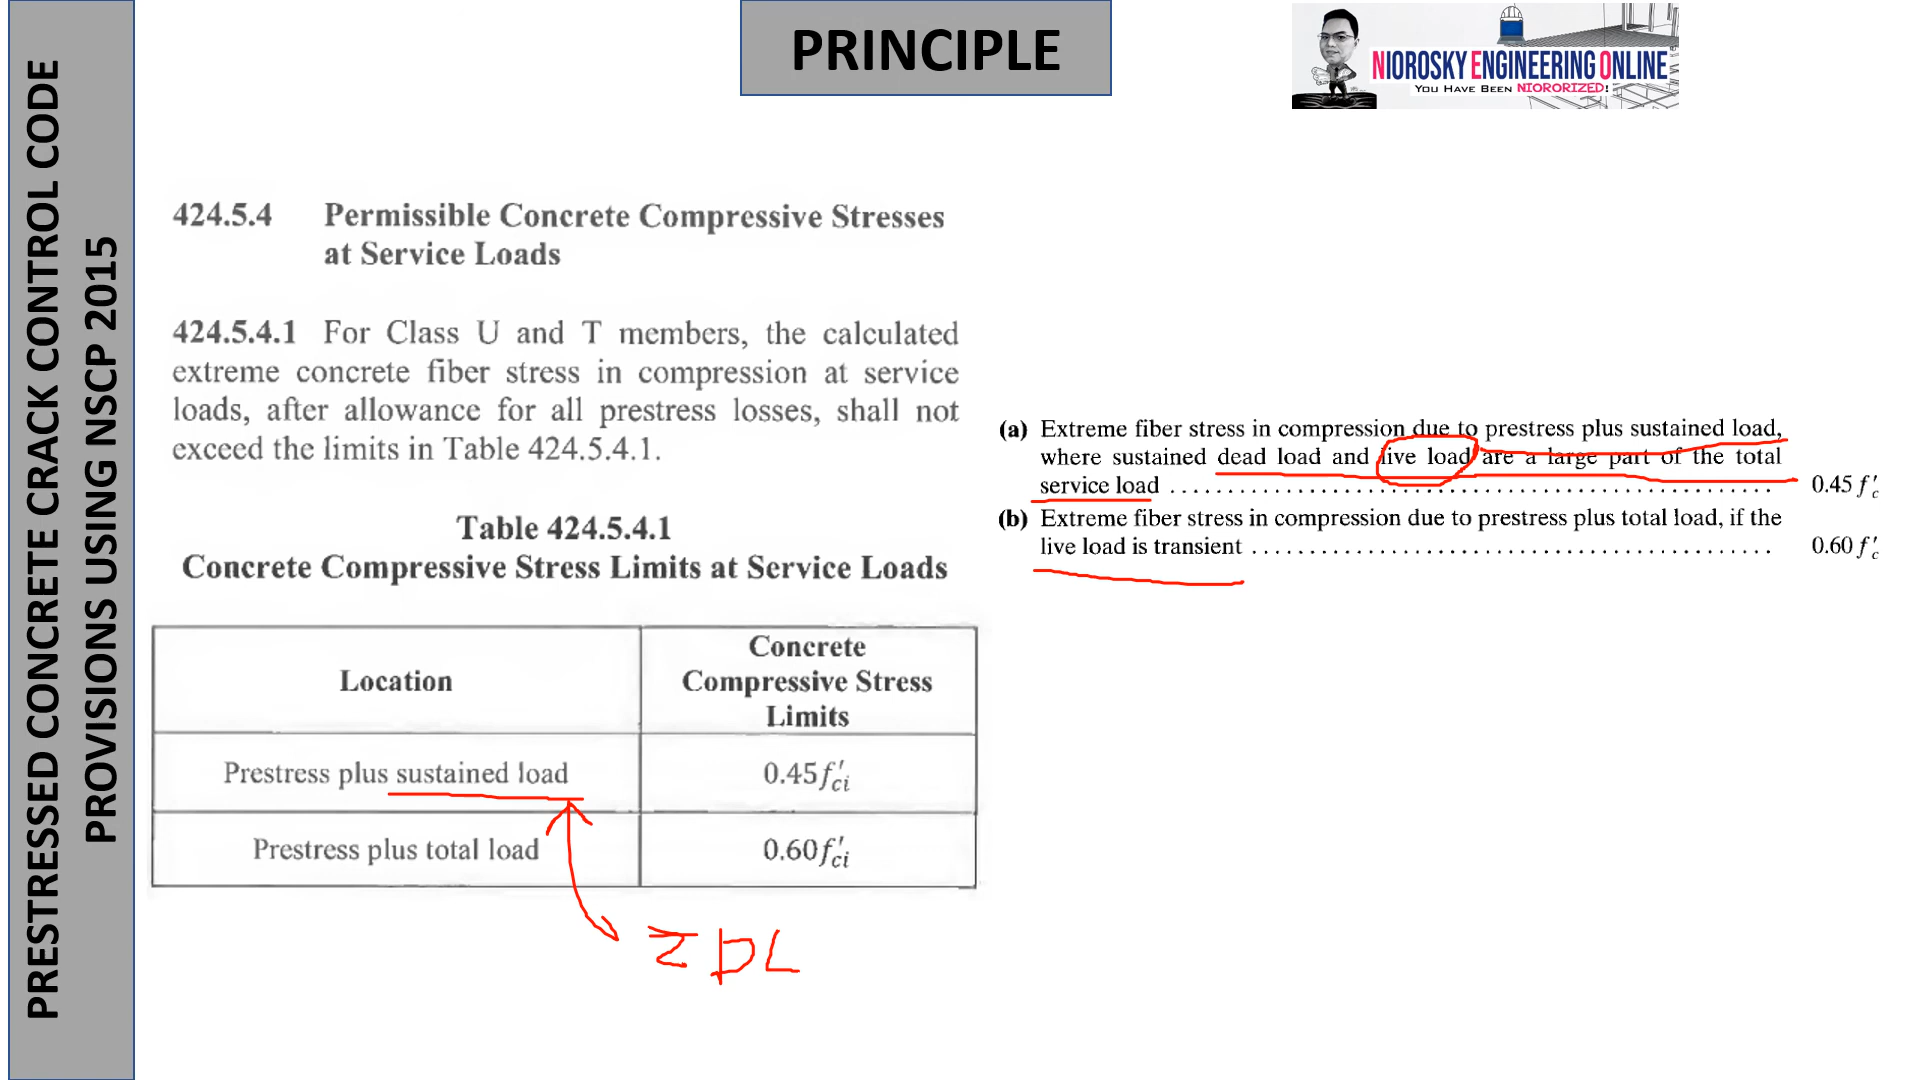 PRESTRESSED CONCRETE CRACK CONTROL CODE
PROVISIONS USING NSCP 2015
PRINCIPLE
NIOROSKY ENGINEERING ONLINE
YOU HAVE BEEN NIORORIZED!
424.5.4 Permissible Concrete Compressive Stresses
at Service Loads
424.5.4.1 For Class U and T members, the calculated
extreme concrete fiber stress in compression at service
loads, after allowance for all prestress losses, shall not
exceed the limits in Table 424.5.4.1.
Table 424.5.4.1
Concrete Compressive Stress Limits at Service Loads
Location
Concrete
Compressive Stress
Limits
Prestress plus sustained load 0.45f'ci
Prestress plus total load 0.60f'ci
Σ DL
(a) Extreme fiber stress in compression due to prestress plus sustained load,
where sustained dead load and live load are a large part of the total
service load ........................................................ 0.45 f'c
(b) Extreme fiber stress in compression due to prestress plus total load, if the
live load is transient ................................................ 0.60 f'c